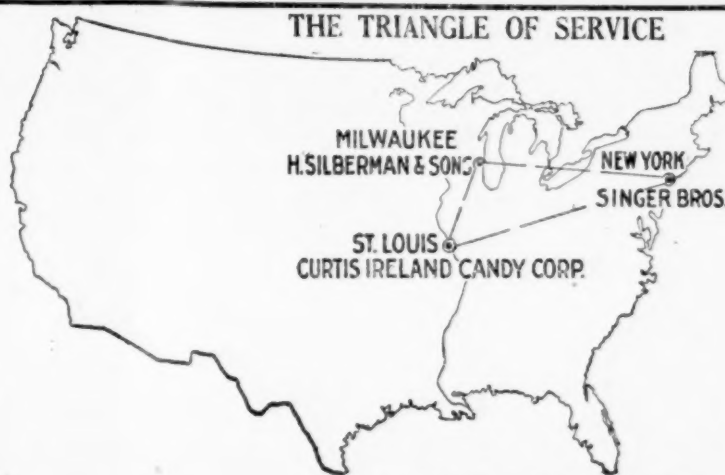 THE TRIANGLE OF SERVICE
MILWAUKEE
H. SILBERMAN & SONS
NEW YORK
SINGER BROS.
ST. LOUIS
CURTIS IRELAND CANDY CORP.